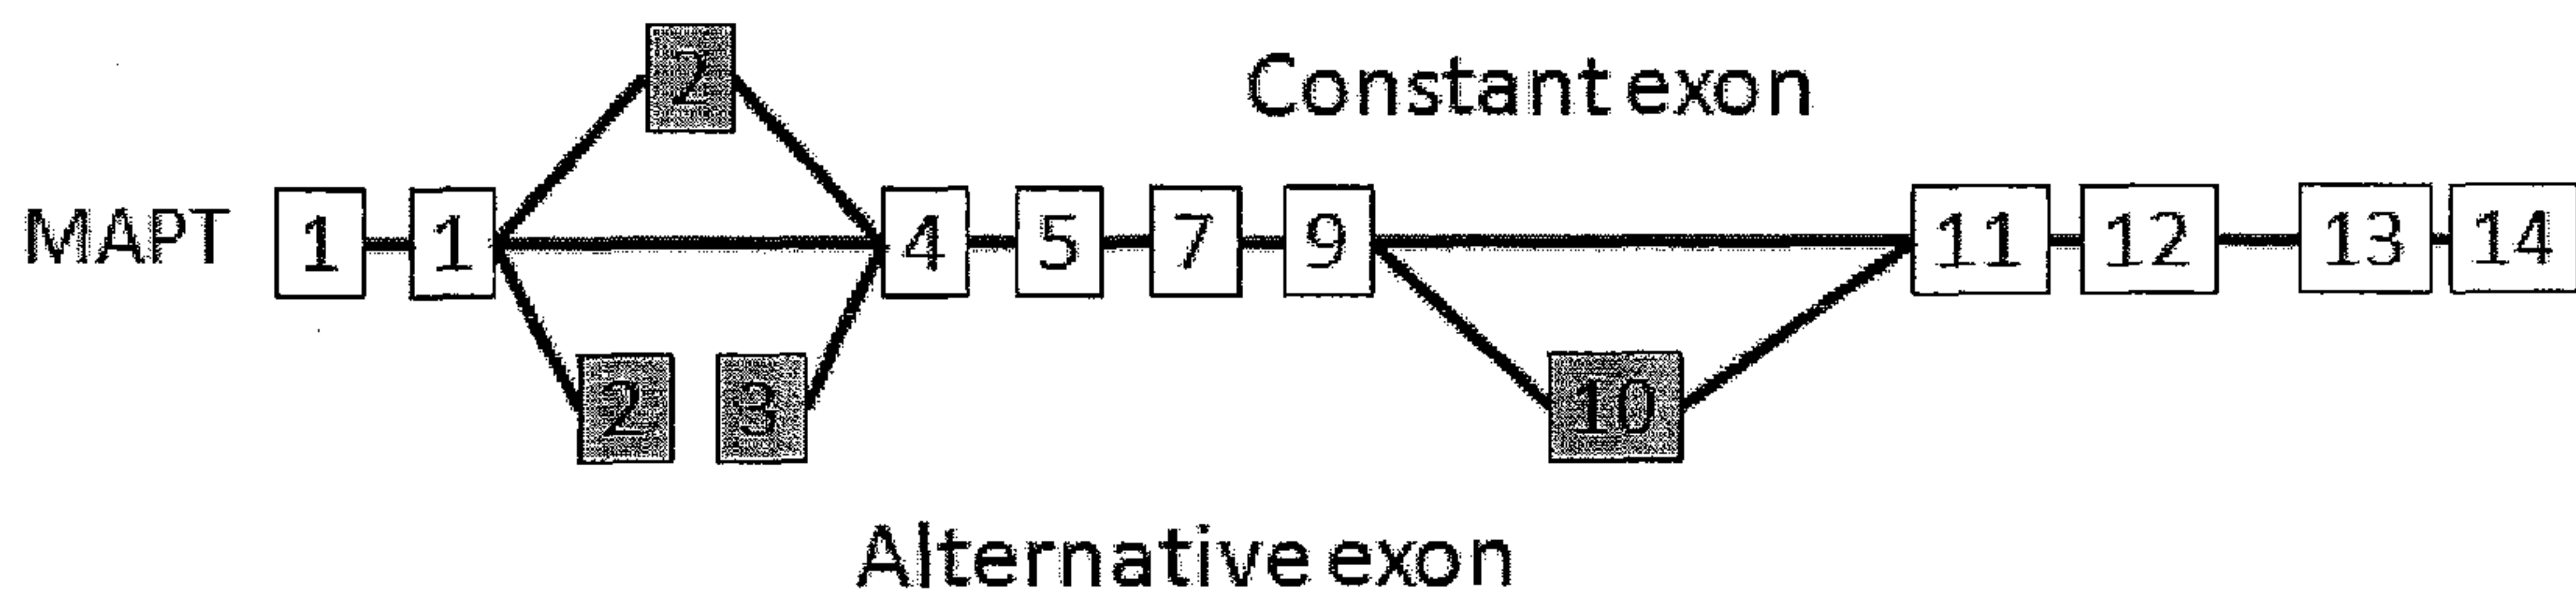 2
Constant exon
MAPT 1 1 4 5 7 9 11 12 13 14
2 3 10
Alternative exon